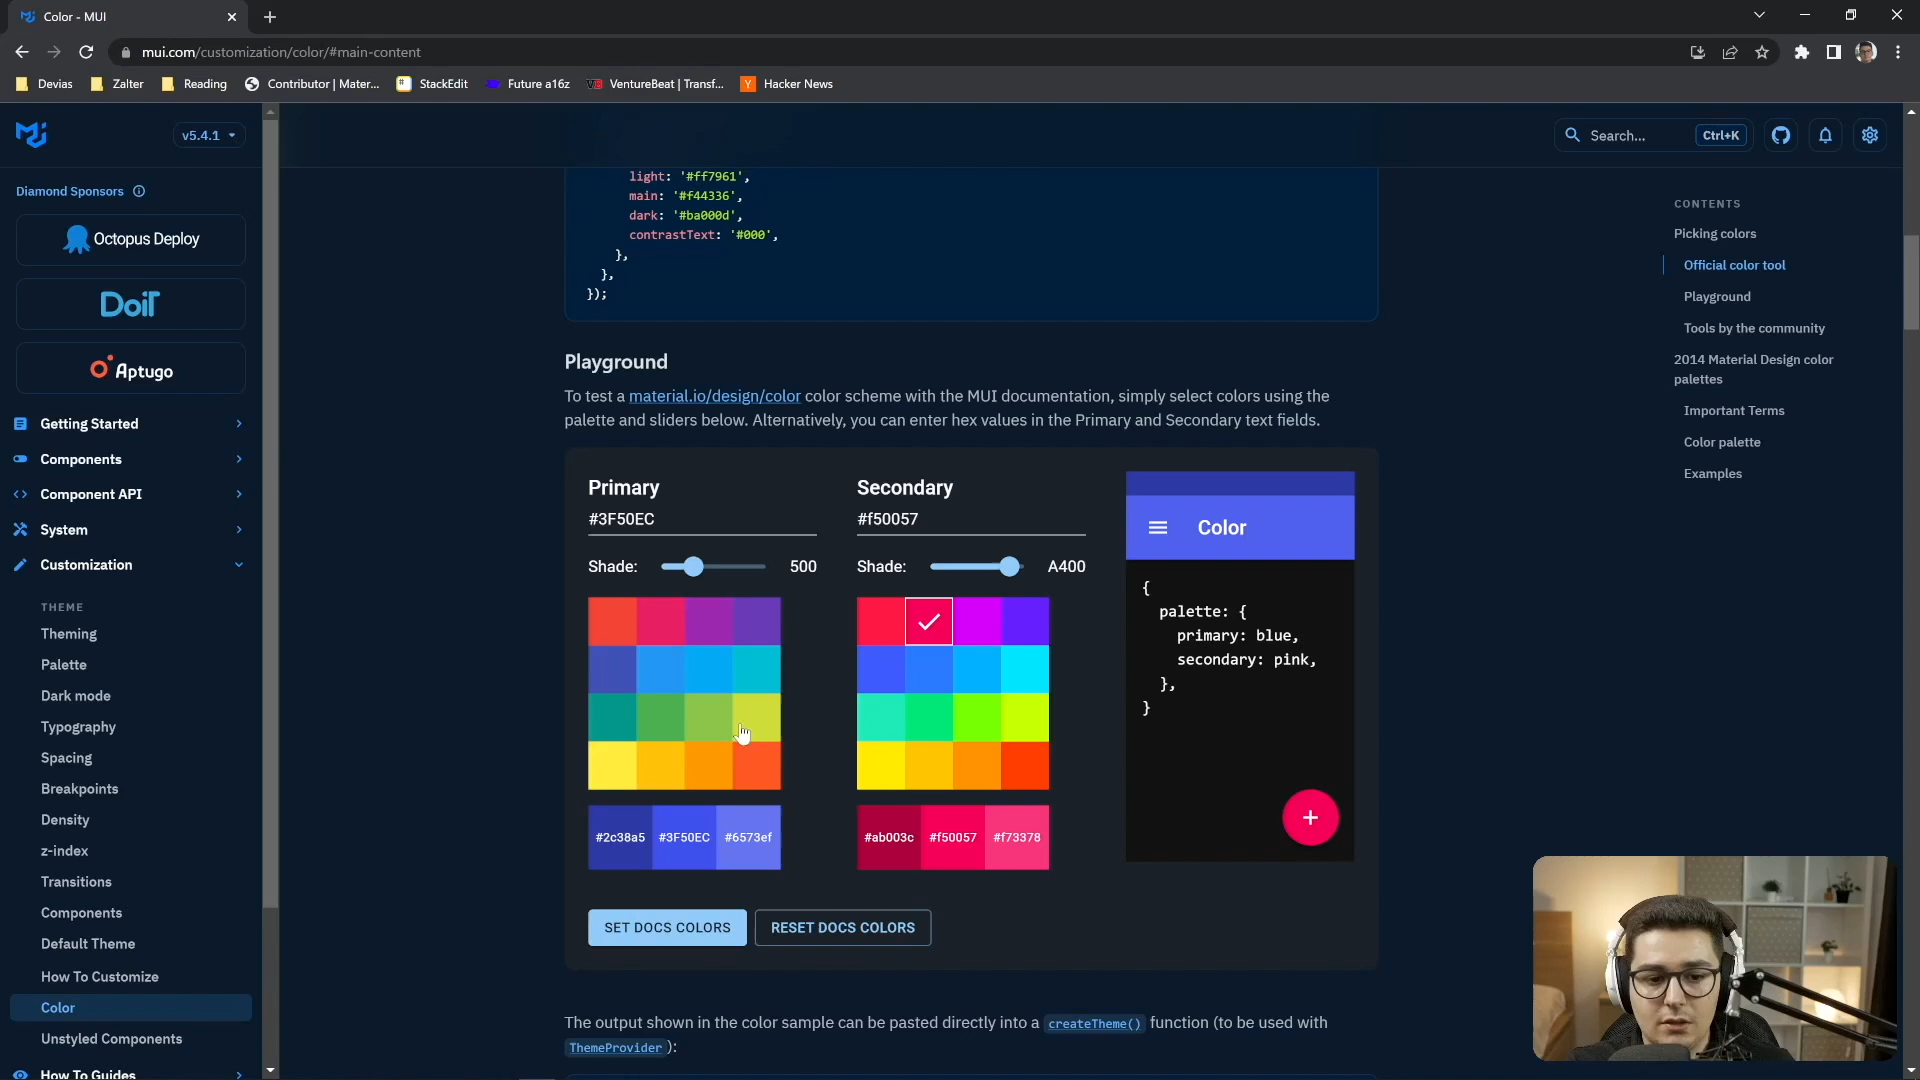 Color - MUI
mui.com/customization/color/#main-content
Devias
Zalter
Reading
Contributor | Mater...
StackEdit
Future a16z
VentureBeat | Transf...
Hacker News
v5.4.1
Search...
Ctrl+K
Diamond Sponsors
Octopus Deploy
DoiT
Aptugo
Getting Started
Components
Component API
System
Customization
THEME
Theming
Palette
Dark mode
Typography
Spacing
Breakpoints
Density
z-index
Transitions
Components
Default Theme
How To Customize
Color
Unstyled Components
How To Guides
light: '#ff7961',
main: '#f44336',
dark: '#ba000d',
contrastText: '#000',
},
},
});
Playground
To test a material.io/design/color color scheme with the MUI documentation, simply select colors using the
palette and sliders below. Alternatively, you can enter hex values in the Primary and Secondary text fields.
Primary
#3F50EC
Shade: 500
#2c38a5 #3F50EC #6573ef
Secondary
#f50057
Shade: A400
#ab003c #f50057 #f73378
Color
{
palette: {
primary: blue,
secondary: pink,
},
}
+
SET DOCS COLORS
RESET DOCS COLORS
The output shown in the color sample can be pasted directly into a createTheme() function (to be used with
ThemeProvider ):
CONTENTS
Picking colors
Official color tool
Playground
Tools by the community
2014 Material Design color
palettes
Important Terms
Color palette
Examples